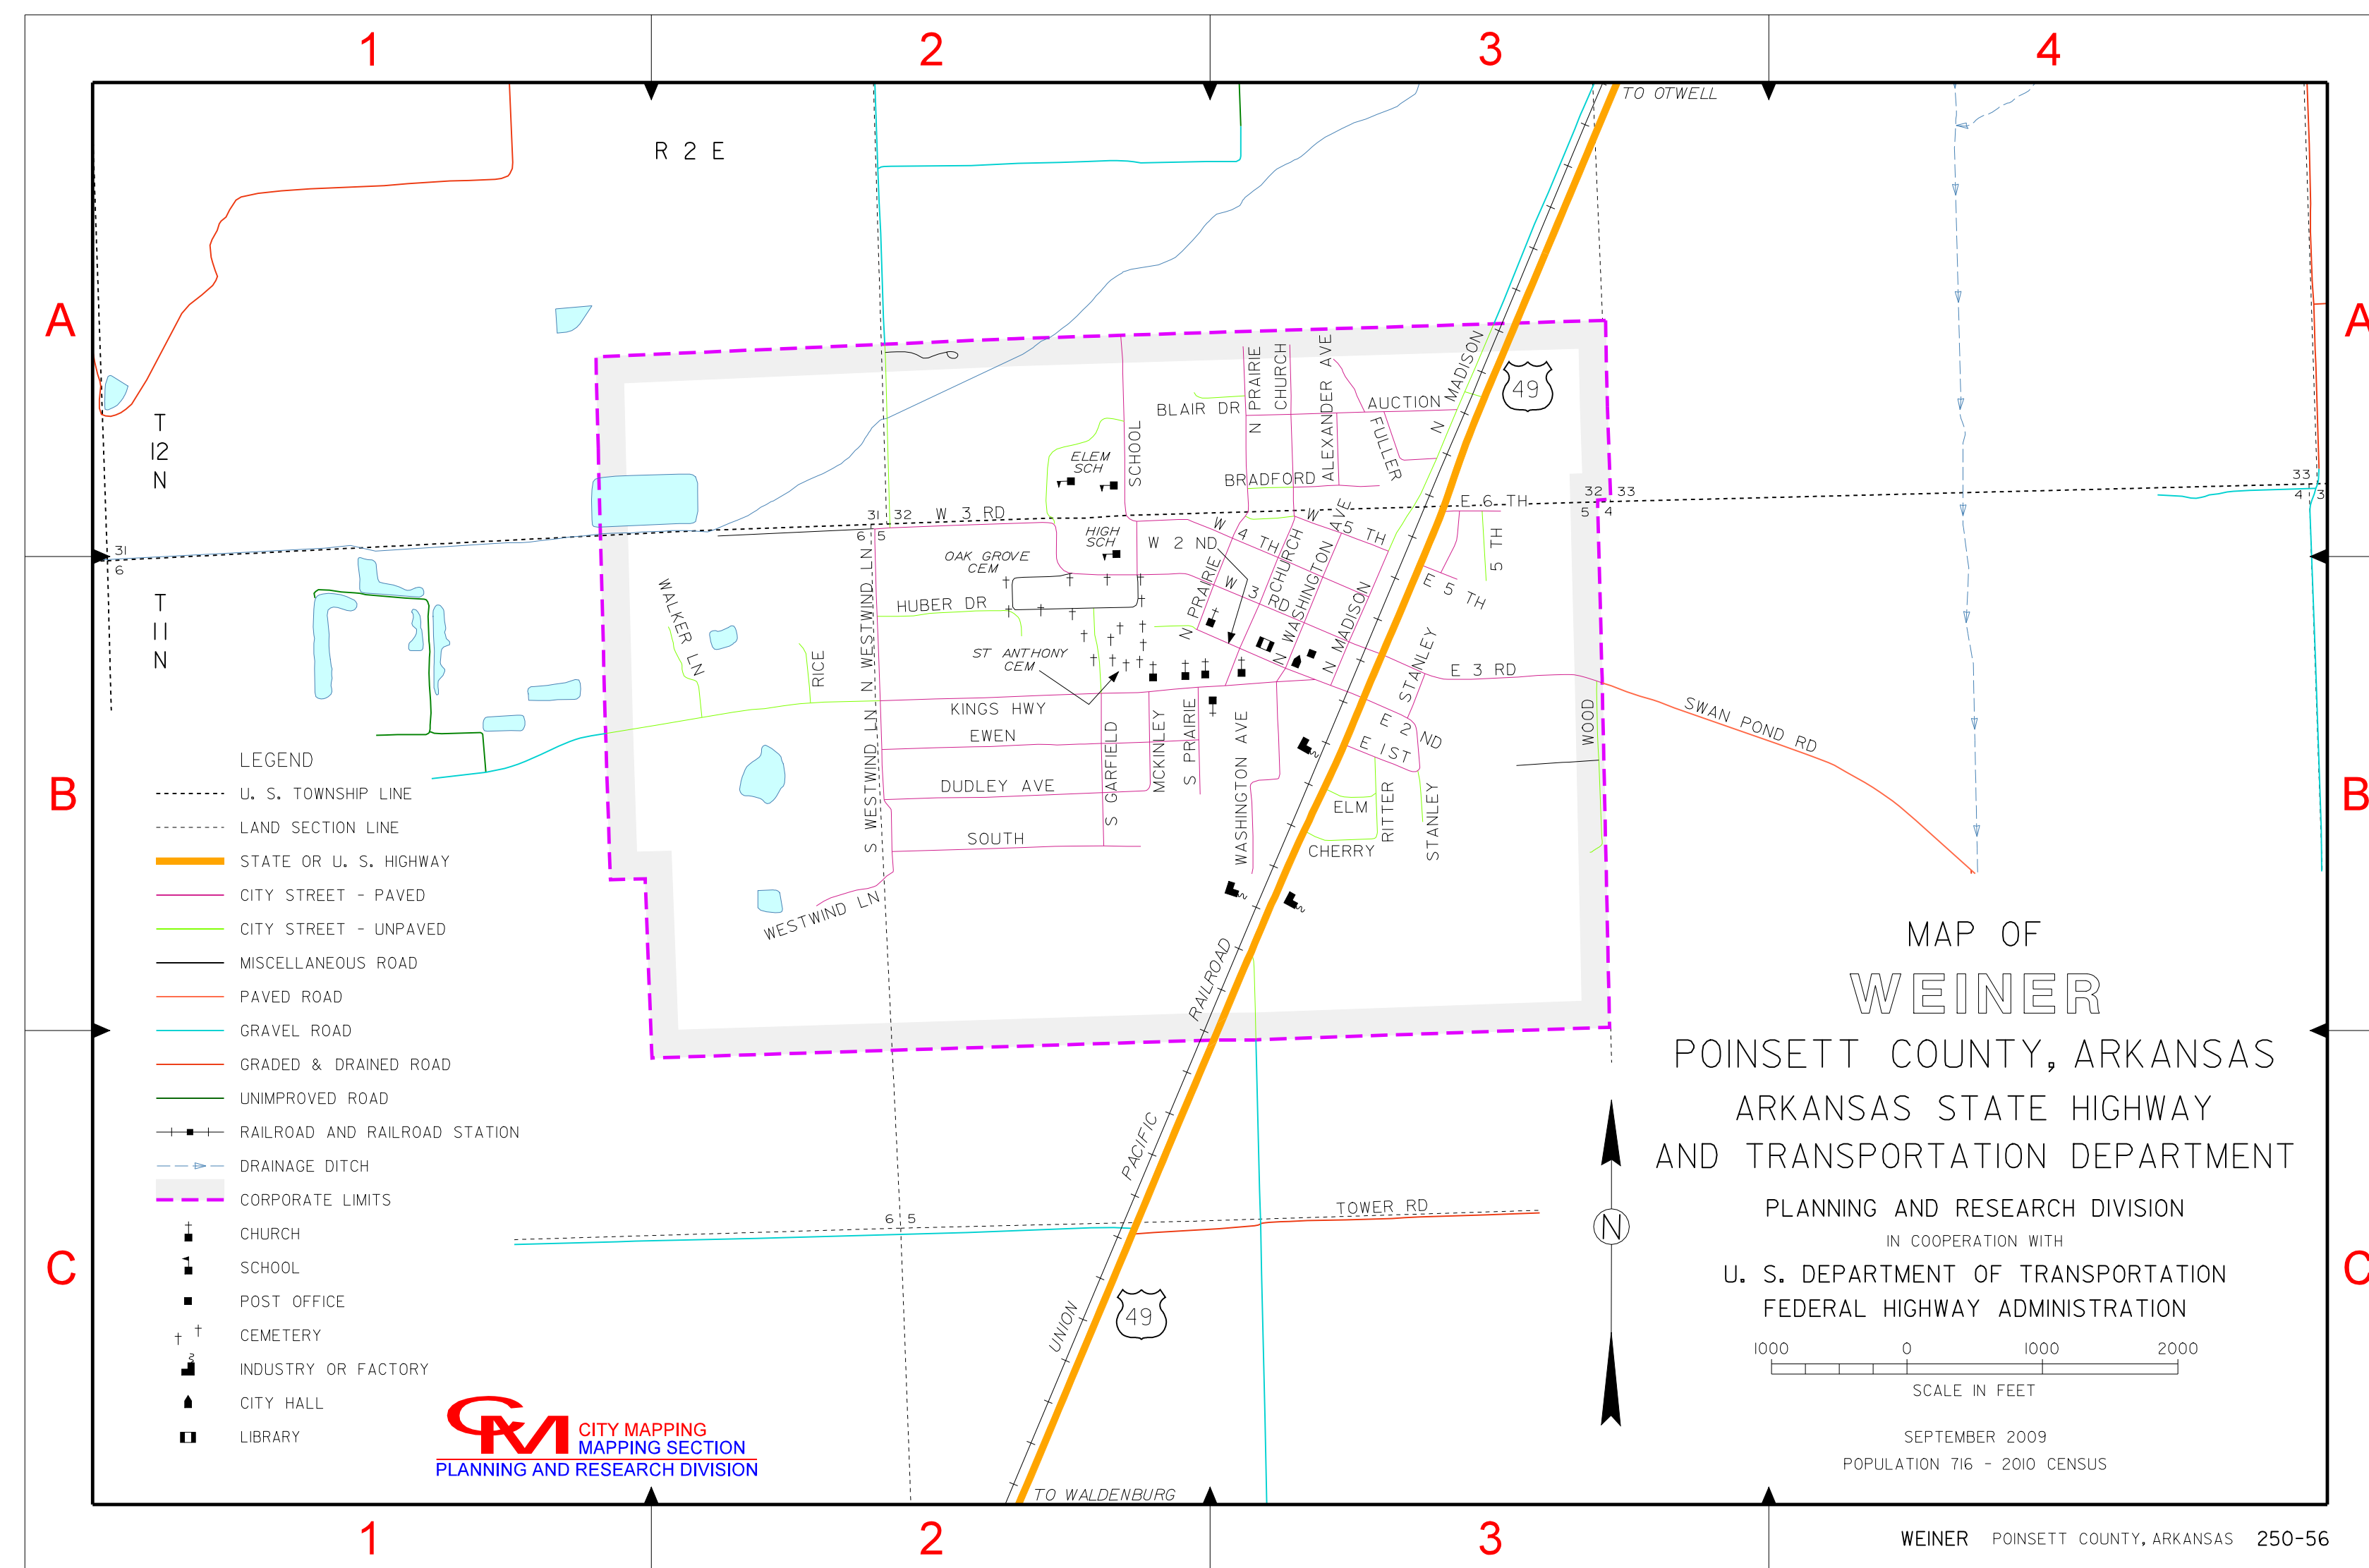 1 2 3 4
TO OTWELL
R 2 E
A A
T
12
N
49
N PRAIRIE
CHURCH
ALEXANDER AVE
N MADISON
BLAIR DR
AUCTION
FULLER
SCHOOL
ELEM
SCH
BRADFORD
E 6 TH
33
4 3
32 33
5 4
31 32
6 5
W 3 RD
HIGH
SCH
W 2 ND
W 4 TH
W 5 TH
CHURCH
WASHINGTON AVE
5 TH
31
6
OAK GROVE
CEM
T
11
N
WALKER LN
HUBER DR
N PRAIRIE
W 3 RD
E 5 TH
N WESTWIND LN
N WASHINGTON
N MADISON
STANLEY
ST ANTHONY
CEM
RICE
E 3 RD
SWAN POND RD
KINGS HWY
EWEN
MCKINLEY
S PRAIRIE
WASHINGTON AVE
E 2 ND
E 1ST
WOOD
S WESTWIND LN
S GARFIELD
DUDLEY AVE
ELM
RITTER
STANLEY
SOUTH
CHERRY
WESTWIND LN
B B
LEGEND
U. S. TOWNSHIP LINE
LAND SECTION LINE
STATE OR U. S. HIGHWAY
CITY STREET - PAVED
CITY STREET - UNPAVED
MISCELLANEOUS ROAD
PAVED ROAD
GRAVEL ROAD
GRADED & DRAINED ROAD
UNIMPROVED ROAD
RAILROAD AND RAILROAD STATION
DRAINAGE DITCH
CORPORATE LIMITS
CHURCH
SCHOOL
POST OFFICE
CEMETERY
INDUSTRY OR FACTORY
CITY HALL
LIBRARY
UNION PACIFIC RAILROAD
6 5
TOWER RD
49
TO WALDENBURG
C C
N
MAP OF
WEINER
POINSETT COUNTY, ARKANSAS
ARKANSAS STATE HIGHWAY
AND TRANSPORTATION DEPARTMENT
PLANNING AND RESEARCH DIVISION
IN COOPERATION WITH
U. S. DEPARTMENT OF TRANSPORTATION
FEDERAL HIGHWAY ADMINISTRATION
1000 0 1000 2000
SCALE IN FEET
SEPTEMBER 2009
POPULATION 716 - 2010 CENSUS
CM
CITY MAPPING
MAPPING SECTION
PLANNING AND RESEARCH DIVISION
1 2 3
WEINER POINSETT COUNTY, ARKANSAS 250-56